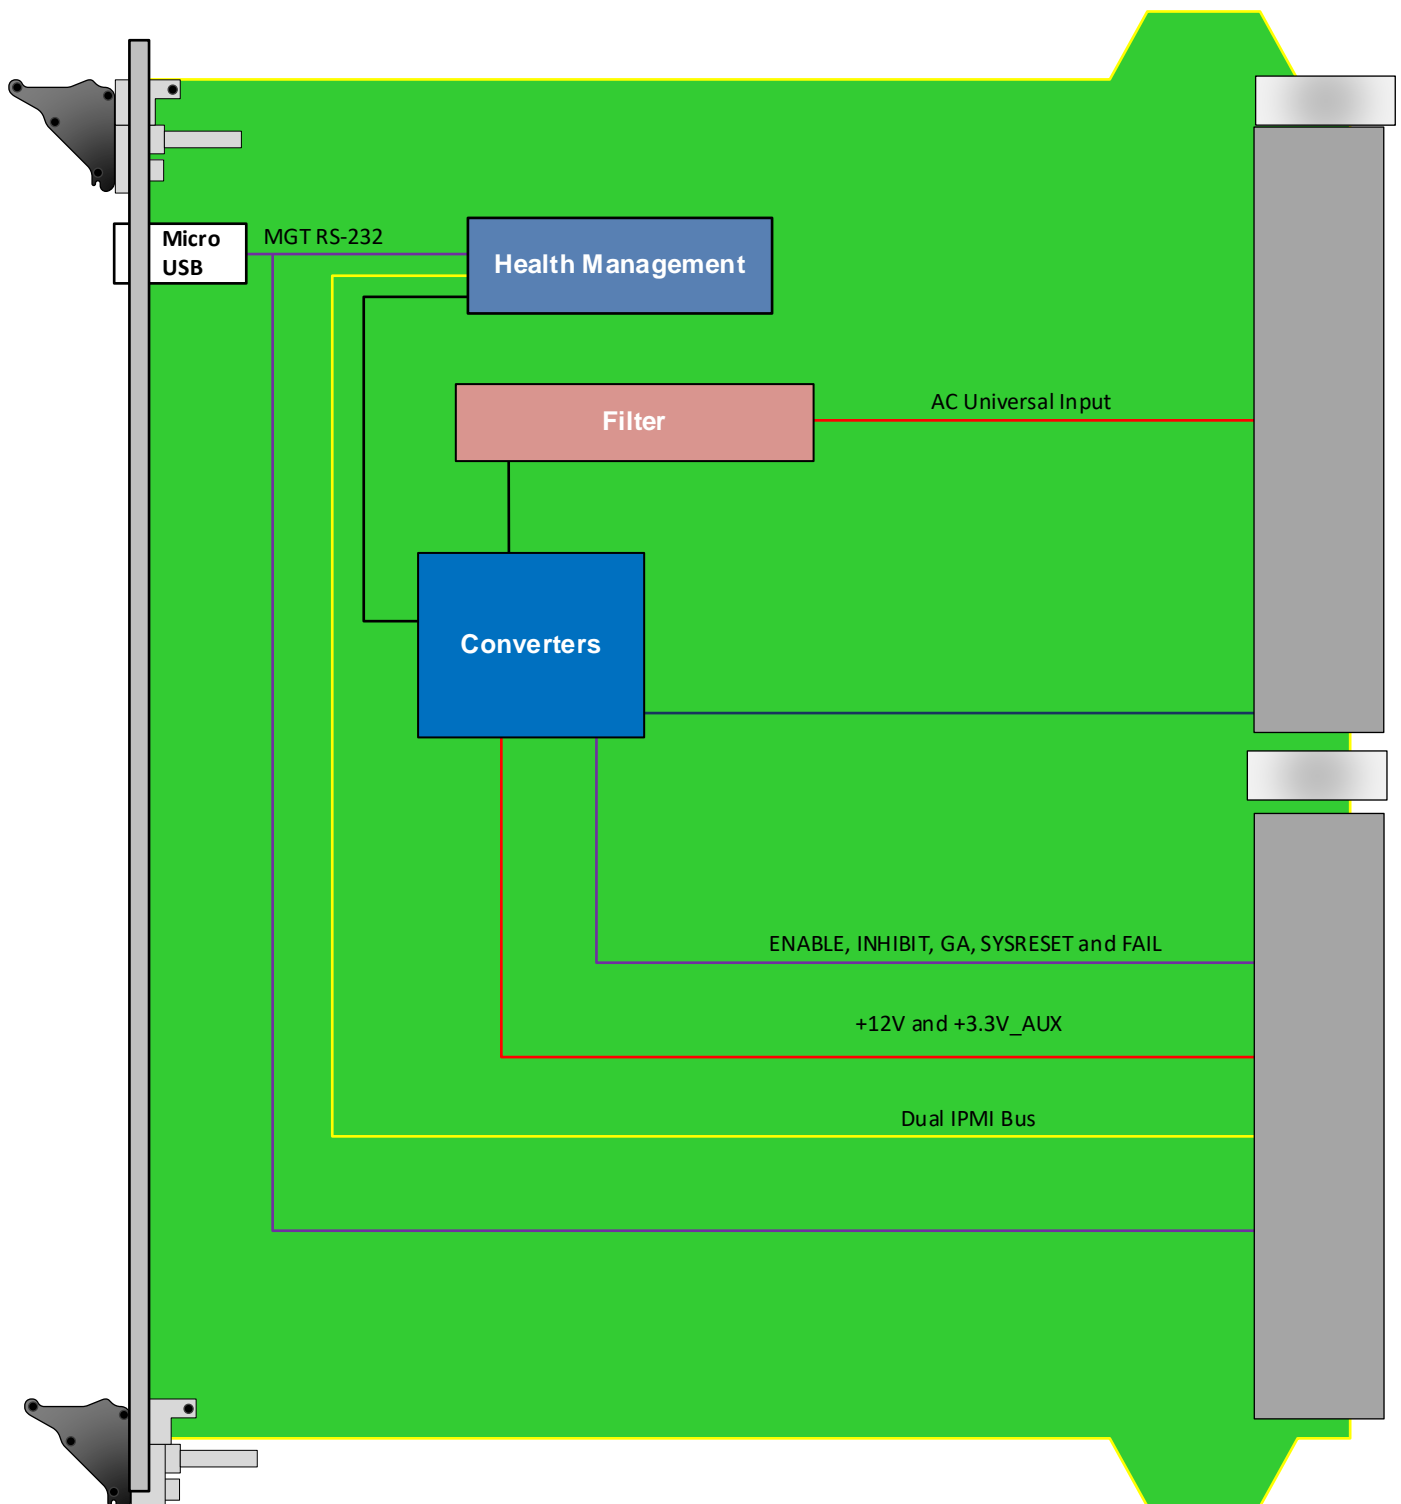 Micro
USB
MGT RS-232
Health Management
Filter
AC Universal Input
Converters
ENABLE, INHIBIT, GA, SYSRESET and FAIL
+12V and +3.3V_AUX
Dual IPMI Bus